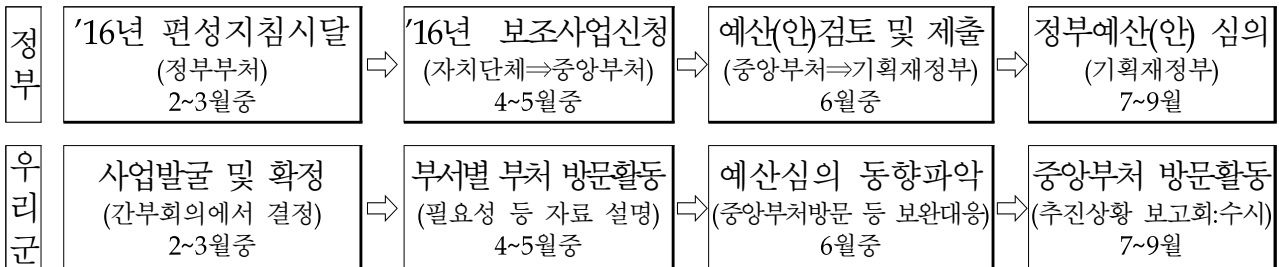 정부
'16년 편성지침시달
(정부부처)
2~3월중
⇨
'16년 보조사업신청
(자치단체⇒중앙부처)
4~5월중
⇨
예산(안)검토 및 제출
(중앙부처⇒기획재정부)
6월중
⇨
정부예산(안) 심의
(기획재정부)
7~9월
우리군
사업발굴 및 확정
(간부회의에서 결정)
2~3월중
⇨
부서별 부처 방문활동
(필요성 등 자료 설명)
4~5월중
⇨
예산심의 동향파악
(중앙부처방문 등 보완대응)
6월중
⇨
중앙부처 방문활동
(추진상황 보고회:수시)
7~9월